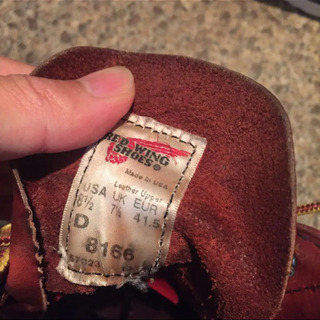 RED WING
SHOES®
Made in USA
Leather Upper
USA UK EUR
8½ 7½ 41.5
D
8166